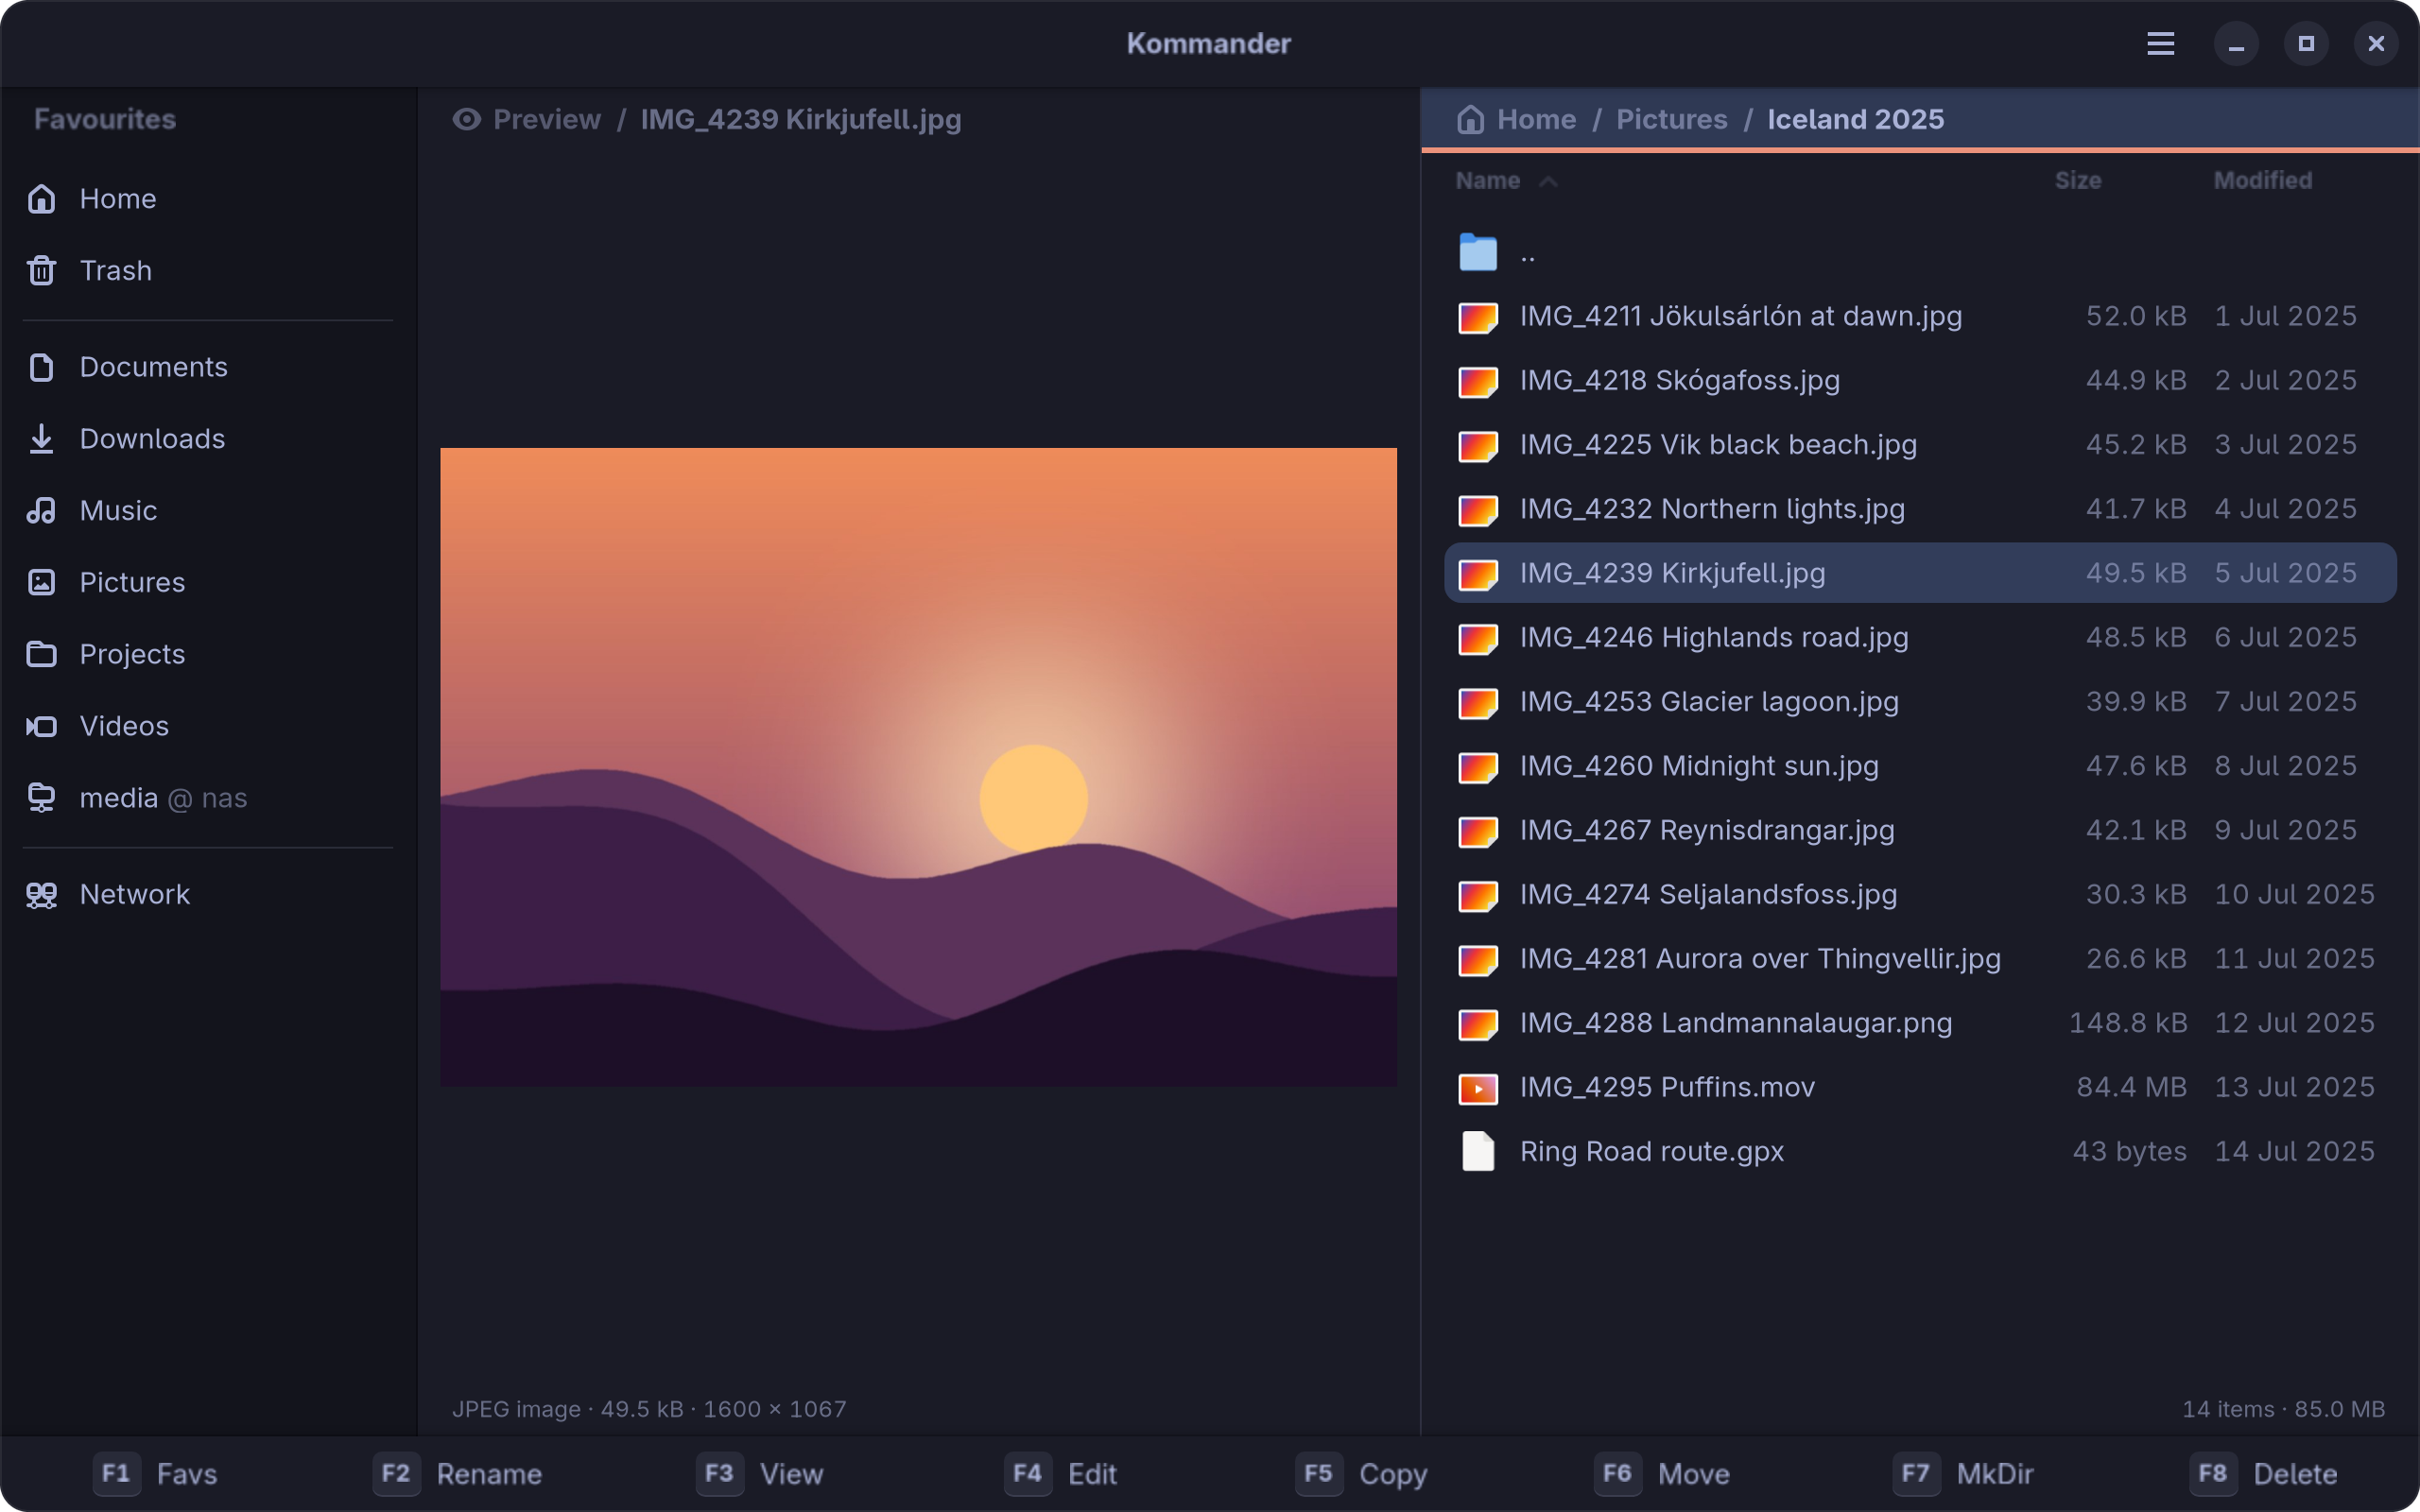 Kommander
Favourites
Home
Trash
Documents
Downloads
Music
Pictures
Projects
Videos
media @ nas
Network
Preview / IMG_4239 Kirkjufell.jpg
JPEG image · 49.5 kB · 1600 × 1067
Home / Pictures / Iceland 2025
Name Size Modified
..
IMG_4211 Jökulsárlón at dawn.jpg 52.0 kB 1 Jul 2025
IMG_4218 Skógafoss.jpg 44.9 kB 2 Jul 2025
IMG_4225 Vik black beach.jpg 45.2 kB 3 Jul 2025
IMG_4232 Northern lights.jpg 41.7 kB 4 Jul 2025
IMG_4239 Kirkjufell.jpg 49.5 kB 5 Jul 2025
IMG_4246 Highlands road.jpg 48.5 kB 6 Jul 2025
IMG_4253 Glacier lagoon.jpg 39.9 kB 7 Jul 2025
IMG_4260 Midnight sun.jpg 47.6 kB 8 Jul 2025
IMG_4267 Reynisdrangar.jpg 42.1 kB 9 Jul 2025
IMG_4274 Seljalandsfoss.jpg 30.3 kB 10 Jul 2025
IMG_4281 Aurora over Thingvellir.jpg 26.6 kB 11 Jul 2025
IMG_4288 Landmannalaugar.png 148.8 kB 12 Jul 2025
IMG_4295 Puffins.mov 84.4 MB 13 Jul 2025
Ring Road route.gpx 43 bytes 14 Jul 2025
14 items · 85.0 MB
F1 Favs F2 Rename F3 View F4 Edit F5 Copy F6 Move F7 MkDir F8 Delete